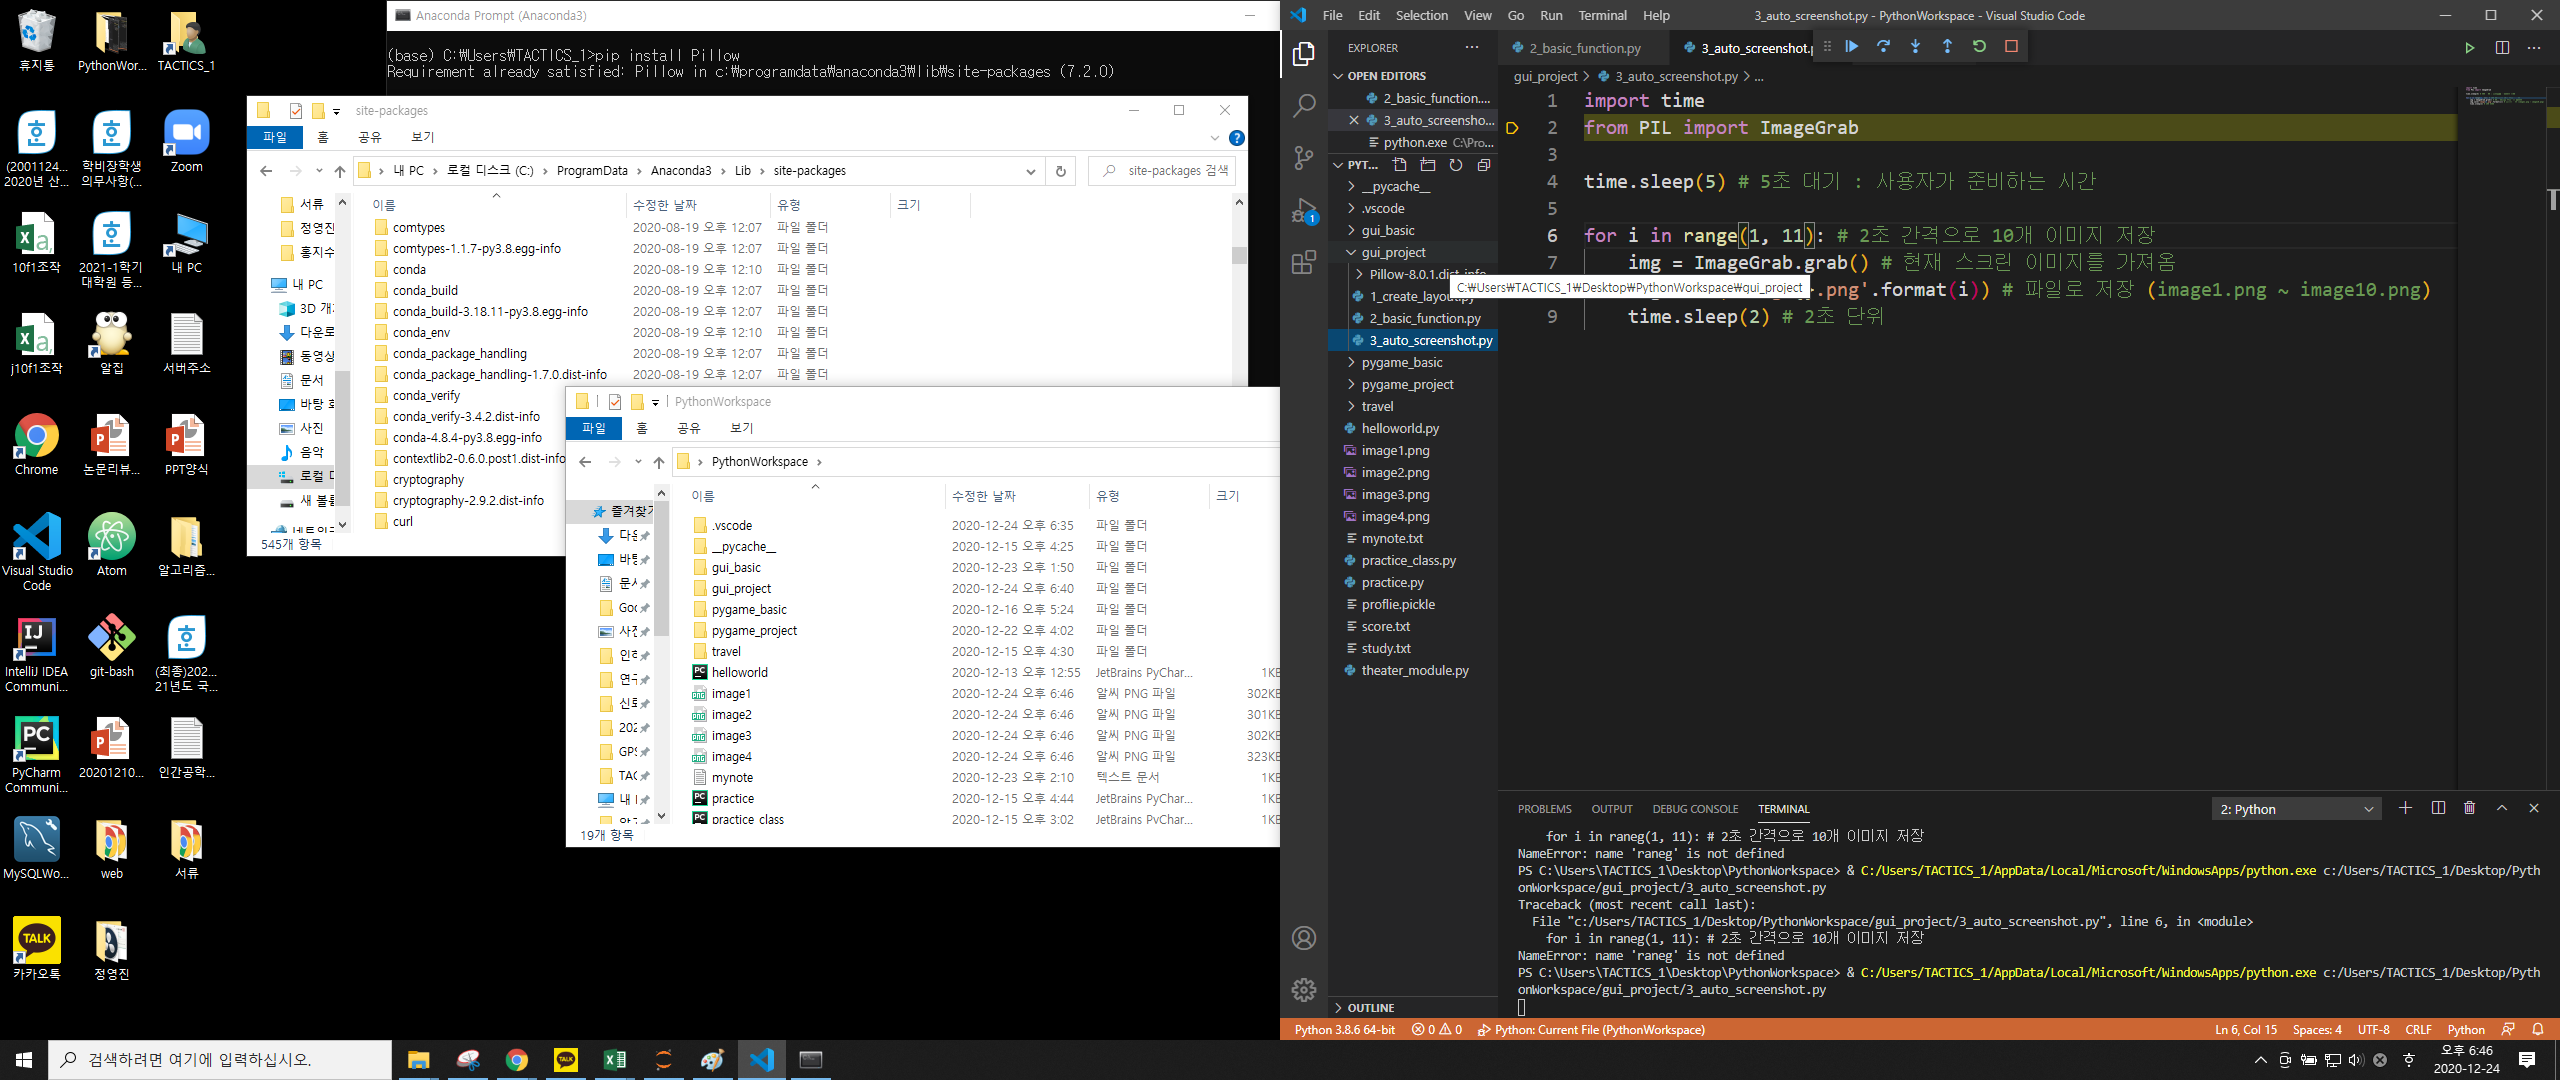 휴지통
PythonWor...
TACTICS_1
(2001124...
2020년 산...
학비장학생
의무사항(...
Zoom
10f1조작
2021-1학기
대학원 등...
내 PC
j10f1조작
알집
서버주소
Chrome
논문리뷰...
PPT양식
Visual Studio
Code
Atom
알고리즘...
IntelliJ IDEA
Communi...
git-bash
(최종)202...
21년도 국...
PyCharm
Communi...
20201210...
인간공학...
MySQLWo...
web
서류
카카오톡
정영진
Anaconda Prompt (Anaconda3)
(base) C:₩Users₩TACTICS_1>pip install Pillow
Requirement already satisfied: Pillow in c:₩programdata₩anaconda3₩lib₩site-packages (7.2.0)
site-packages
파일 홈 공유 보기
내 PC > 로컬 디스크 (C:) > ProgramData > Anaconda3 > Lib > site-packages
site-packages 검색
서류
정영진
홍지수
내 PC
3D 개
다운로
동영상
문서
바탕 화
사진
음악
로컬 디
새 볼륨
이름 수정한 날짜 유형 크기
comtypes 2020-08-19 오후 12:07 파일 폴더
comtypes-1.1.7-py3.8.egg-info 2020-08-19 오후 12:07 파일 폴더
conda 2020-08-19 오후 12:10 파일 폴더
conda_build 2020-08-19 오후 12:07 파일 폴더
conda_build-3.18.11-py3.8.egg-info 2020-08-19 오후 12:07 파일 폴더
conda_env 2020-08-19 오후 12:10 파일 폴더
conda_package_handling 2020-08-19 오후 12:07 파일 폴더
conda_package_handling-1.7.0.dist-info 2020-08-19 오후 12:07 파일 폴더
conda_verify
conda_verify-3.4.2.dist-info
conda-4.8.4-py3.8.egg-info
contextlib2-0.6.0.post1.dist-info
cryptography
cryptography-2.9.2.dist-info
curl
545개 항목
PythonWorkspace
파일 홈 공유 보기
PythonWorkspace >
즐겨찾기
다운
바탕
문서
Goo
사진
인하
연구
신뢰
202
GPS
TAC
내
이름 수정한 날짜 유형 크기
.vscode 2020-12-24 오후 6:35 파일 폴더
__pycache__ 2020-12-15 오후 4:25 파일 폴더
gui_basic 2020-12-23 오후 1:50 파일 폴더
gui_project 2020-12-24 오후 6:40 파일 폴더
pygame_basic 2020-12-16 오후 5:24 파일 폴더
pygame_project 2020-12-22 오후 4:02 파일 폴더
travel 2020-12-15 오후 4:30 파일 폴더
helloworld 2020-12-13 오후 12:55 JetBrains PyChar... 1KB
image1 2020-12-24 오후 6:46 알씨 PNG 파일 302KB
image2 2020-12-24 오후 6:46 알씨 PNG 파일 301KB
image3 2020-12-24 오후 6:46 알씨 PNG 파일 302KB
image4 2020-12-24 오후 6:46 알씨 PNG 파일 323KB
mynote 2020-12-23 오후 2:10 텍스트 문서 1KB
practice 2020-12-15 오후 4:44 JetBrains PyChar... 1KB
practice class 2020-12-15 오후 3:02 JetBrains PyChar... 1KB
19개 항목
File Edit Selection View Go Run Terminal Help
3_auto_screenshot.py - PythonWorkspace - Visual Studio Code
EXPLORER
OPEN EDITORS
2_basic_function....
3_auto_screensho...
python.exe C:\Pro...
PYT...
__pycache__
.vscode
gui_basic
gui_project
Pillow-8.0.1.dist-info
1_create_layout.py
2_basic_function.py
3_auto_screenshot.py
pygame_basic
pygame_project
travel
helloworld.py
image1.png
image2.png
image3.png
image4.png
mynote.txt
practice_class.py
practice.py
proflie.pickle
score.txt
study.txt
theater_module.py
OUTLINE
2_basic_function.py
3_auto_screenshot.p
gui_project > 3_auto_screenshot.py > ...
1 import time
2 from PIL import ImageGrab
3
4 time.sleep(5) # 5초 대기 : 사용자가 준비하는 시간
5
6 for i in range(1, 11): # 2초 간격으로 10개 이미지 저장
7 img = ImageGrab.grab() # 현재 스크린 이미지를 가져옴
C:₩Users₩TACTICS_1₩Desktop₩PythonWorkspace₩gui_project
.png'.format(i)) # 파일로 저장 (image1.png ~ image10.png)
9 time.sleep(2) # 2초 단위
PROBLEMS OUTPUT DEBUG CONSOLE TERMINAL
2: Python
for i in raneg(1, 11): # 2초 간격으로 10개 이미지 저장
NameError: name 'raneg' is not defined
PS C:\Users\TACTICS_1\Desktop\PythonWorkspace> & C:/Users/TACTICS_1/AppData/Local/Microsoft/WindowsApps/python.exe c:/Users/TACTICS_1/Desktop/Pyth
onWorkspace/gui_project/3_auto_screenshot.py
Traceback (most recent call last):
File "c:/Users/TACTICS_1/Desktop/PythonWorkspace/gui_project/3_auto_screenshot.py", line 6, in <module>
for i in raneg(1, 11): # 2초 간격으로 10개 이미지 저장
NameError: name 'raneg' is not defined
PS C:\Users\TACTICS_1\Desktop\PythonWorkspace> & C:/Users/TACTICS_1/AppData/Local/Microsoft/WindowsApps/python.exe c:/Users/TACTICS_1/Desktop/Pyth
onWorkspace/gui_project/3_auto_screenshot.py
Python 3.8.6 64-bit 0 0 Python: Current File (PythonWorkspace)
Ln 6, Col 15 Spaces: 4 UTF-8 CRLF Python
검색하려면 여기에 입력하십시오.
오후 6:46
2020-12-24